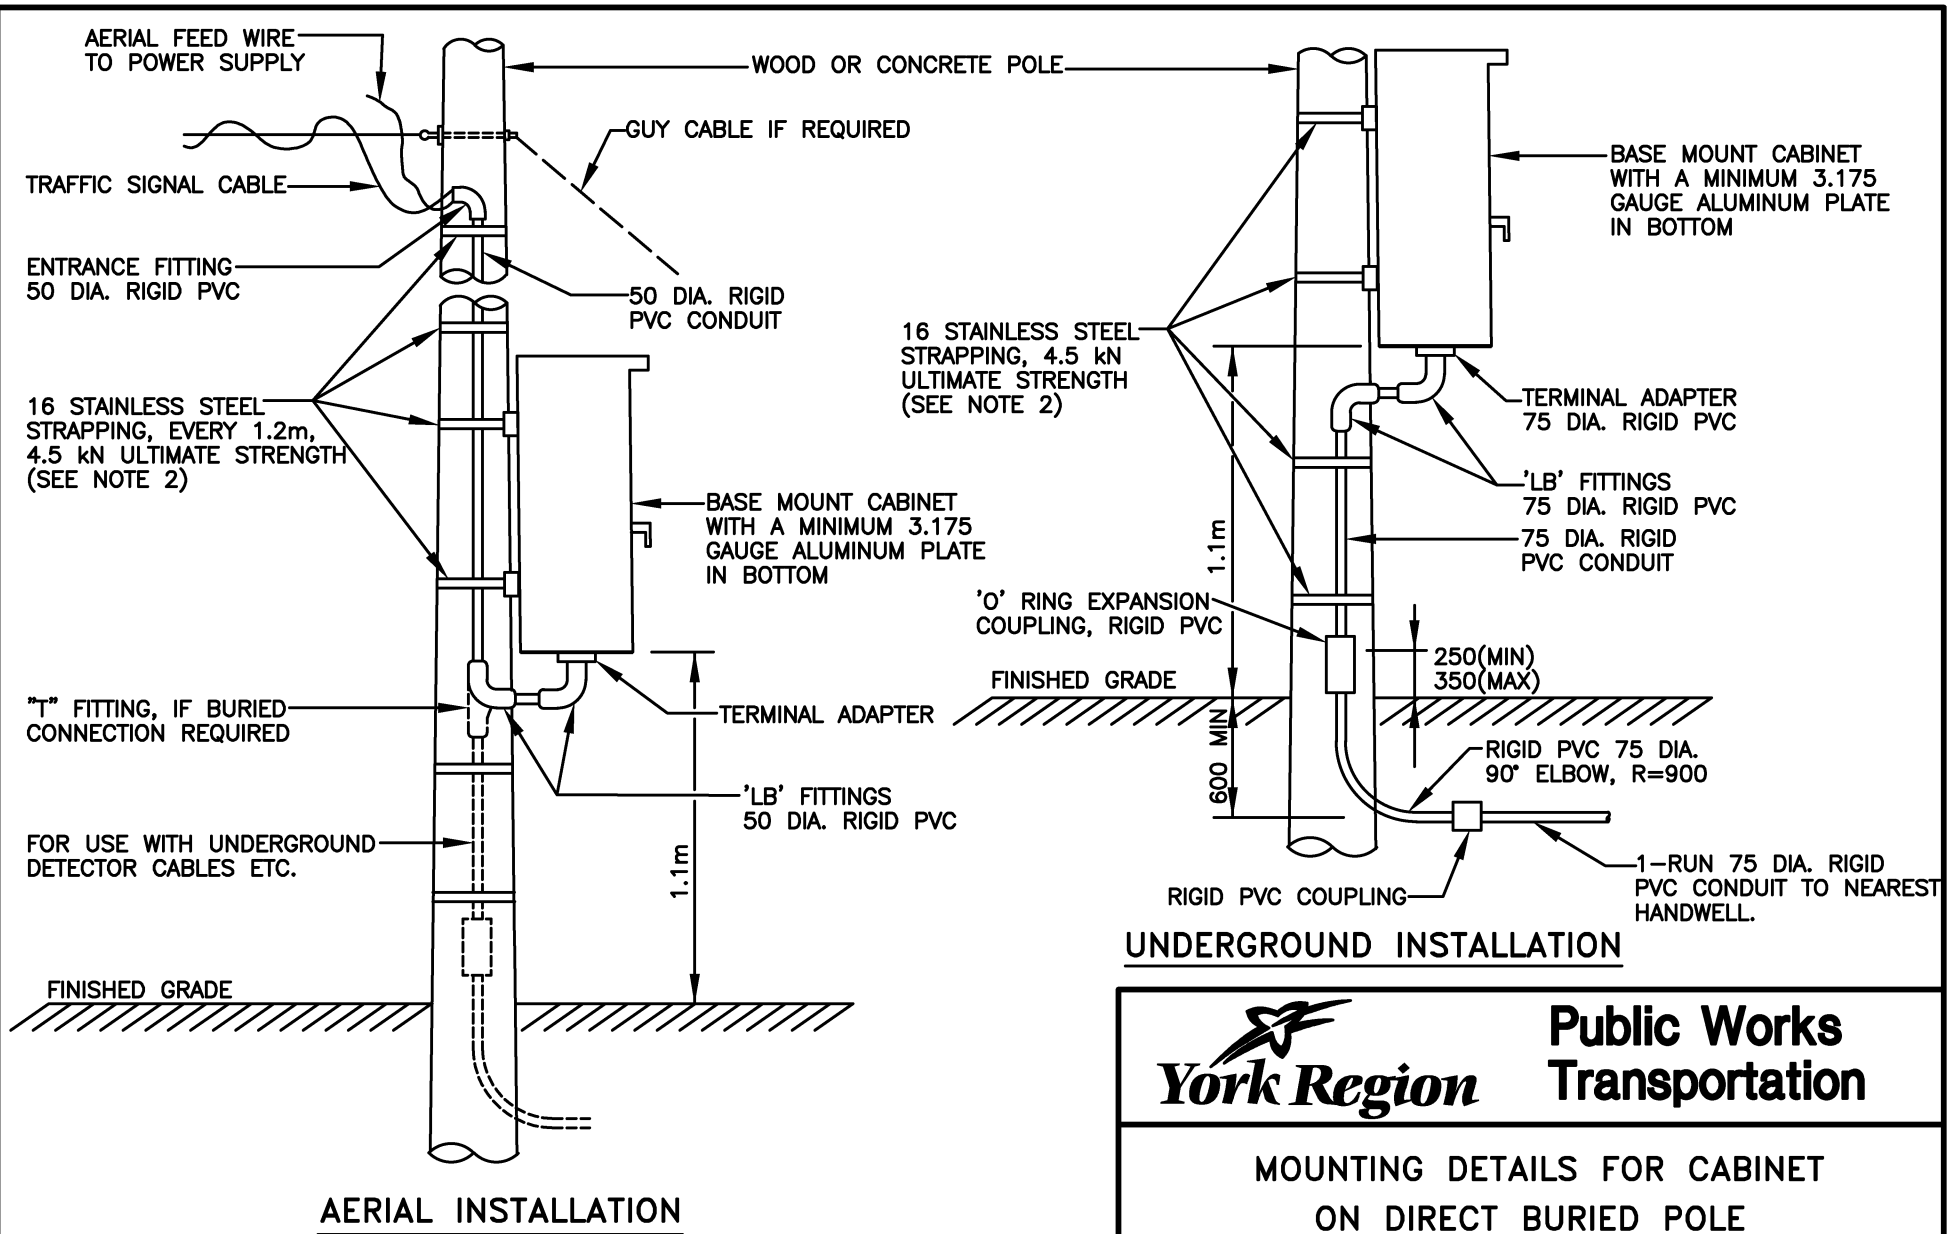 AERIAL FEED WIRE
TO POWER SUPPLY
WOOD OR CONCRETE POLE
GUY CABLE IF REQUIRED
TRAFFIC SIGNAL CABLE
ENTRANCE FITTING
50 DIA. RIGID PVC
50 DIA. RIGID
PVC CONDUIT
16 STAINLESS STEEL
STRAPPING, EVERY 1.2m,
4.5 kN ULTIMATE STRENGTH
(SEE NOTE 2)
BASE MOUNT CABINET
WITH A MINIMUM 3.175
GAUGE ALUMINUM PLATE
IN BOTTOM
"T" FITTING, IF BURIED
CONNECTION REQUIRED
TERMINAL ADAPTER
'LB' FITTINGS
50 DIA. RIGID PVC
FOR USE WITH UNDERGROUND
DETECTOR CABLES ETC.
1.1m
FINISHED GRADE
AERIAL INSTALLATION
BASE MOUNT CABINET
WITH A MINIMUM 3.175
GAUGE ALUMINUM PLATE
IN BOTTOM
16 STAINLESS STEEL
STRAPPING, 4.5 kN
ULTIMATE STRENGTH
(SEE NOTE 2)
TERMINAL ADAPTER
75 DIA. RIGID PVC
'LB' FITTINGS
75 DIA. RIGID PVC
75 DIA. RIGID
PVC CONDUIT
1.1m
'O' RING EXPANSION
COUPLING, RIGID PVC
250(MIN)
350(MAX)
FINISHED GRADE
600 MIN
RIGID PVC 75 DIA.
90° ELBOW, R=900
1-RUN 75 DIA. RIGID
PVC CONDUIT TO NEAREST
HANDWELL.
RIGID PVC COUPLING
UNDERGROUND INSTALLATION
York Region
Public Works
Transportation
MOUNTING DETAILS FOR CABINET
ON DIRECT BURIED POLE